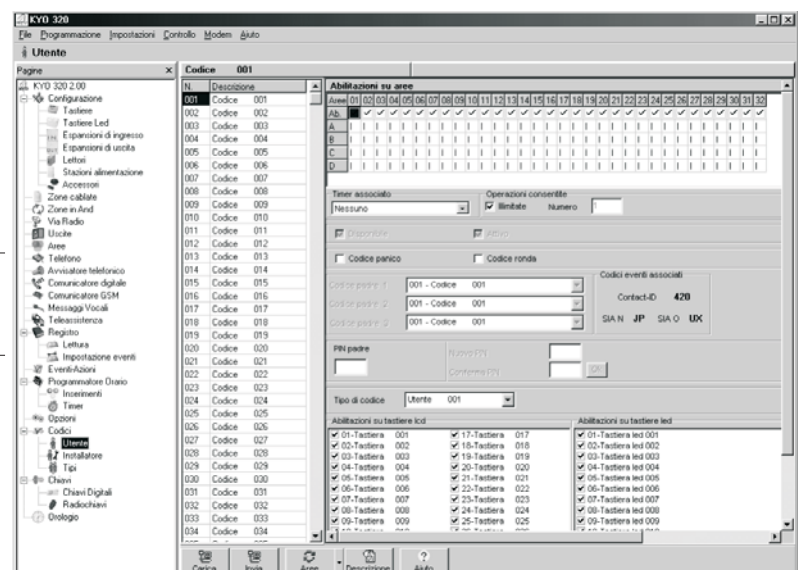 KYO 320
File Programmazione Impostazioni Controllo Modem Aiuto
Utente
Pagine
KYO 320 2.00
Configurazione
Tastiere
Tastiere Led
Espansioni di ingresso
Espansioni di uscita
Lettori
Stazioni alimentazione
Accessori
Zone cablate
Zone in And
Via Radio
Uscite
Aree
Telefono
Avvisatore telefonico
Comunicatore digitale
Comunicatore GSM
Messaggi Vocali
Teleassistenza
Registro
Lettura
Impostazione eventi
Eventi-Azioni
Programmatore Orario
Inserimenti
Timer
Opzioni
Codici
Utente
Installatore
Tipi
Chiavi
Chiavi Digitali
Radiochiavi
Orologio
Codice 001
N. Descrizione
001 Codice 001
002 Codice 002
003 Codice 003
004 Codice 004
005 Codice 005
006 Codice 006
007 Codice 007
008 Codice 008
009 Codice 009
010 Codice 010
011 Codice 011
012 Codice 012
013 Codice 013
014 Codice 014
015 Codice 015
016 Codice 016
017 Codice 017
018 Codice 018
019 Codice 019
020 Codice 020
021 Codice 021
022 Codice 022
023 Codice 023
024 Codice 024
025 Codice 025
026 Codice 026
027 Codice 027
028 Codice 028
029 Codice 029
030 Codice 030
031 Codice 031
032 Codice 032
033 Codice 033
034 Codice 034
Abilitazioni su aree
Aree 01 02 03 04 05 06 07 08 09 10 11 12 13 14 15 16 17 18 19 20 21 22 23 24 25 26 27 28 29 30 31 32
Ab.
A
B
C
D
Timer associato
Nessuno
Operazioni consentite
Illimitate Numero 1
Disponibile Attivo
Codice panico Codice ronda
Codice padre 1 001 - Codice 001
Codice padre 2 001 - Codice 001
Codice padre 3 001 - Codice 001
Codici eventi associati
Contact-ID 420
SIA N JP SIA O UX
PIN padre
Nuovo PIN
Conferma PIN
OK
Tipo di codice Utente 001
Abilitazioni su tastiere lcd
01-Tastiera 001 17-Tastiera 017
02-Tastiera 002 18-Tastiera 018
03-Tastiera 003 19-Tastiera 019
04-Tastiera 004 20-Tastiera 020
05-Tastiera 005 21-Tastiera 021
06-Tastiera 006 22-Tastiera 022
07-Tastiera 007 23-Tastiera 023
08-Tastiera 008 24-Tastiera 024
09-Tastiera 009 25-Tastiera 025
Abilitazioni su tastiere led
01-Tastiera led 001
02-Tastiera led 002
03-Tastiera led 003
04-Tastiera led 004
05-Tastiera led 005
06-Tastiera led 006
07-Tastiera led 007
08-Tastiera led 008
09-Tastiera led 009
Carica Invia Aree Descrizione Aiuto